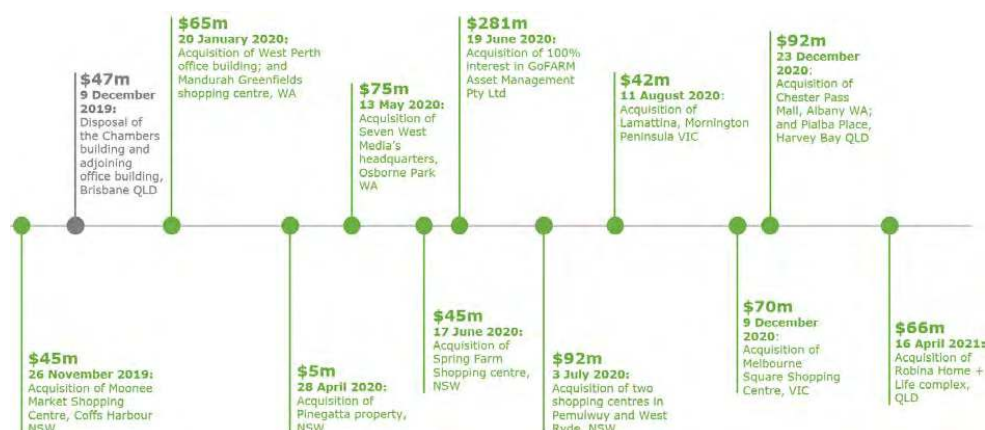 $47m
9 December
2019:
Disposal of
the Chambers
building and
adjoining
office building,
Brisbane QLD
$65m
20 January 2020:
Acquisition of West Perth
office building; and
Mandurah Greenfields
shopping centre, WA
$75m
13 May 2020:
Acquisition of
Seven West
Media's
headquarters,
Osborne Park
WA
$281m
19 June 2020:
Acquisition of 100%
interest in GoFARM
Asset Management
Pty Ltd
$42m
11 August 2020:
Acquisition of
Lamattina, Mornington
Peninsula VIC
$92m
23 December
2020:
Acquisition of
Chester Pass
Mall, Albany WA;
and Pialba Place,
Harvey Bay QLD
$45m
26 November 2019:
Acquisition of Moonee
Market Shopping
Centre, Coffs Harbour
NSW
$5m
28 April 2020:
Acquisition of
Pinegatta property,
NSW
$45m
17 June 2020:
Acquisition of
Spring Farm
Shopping centre,
NSW
$92m
3 July 2020:
Acquisition of two
shopping centres in
Pemulwuy and West
Ryde, NSW
$70m
9 December
2020:
Acquisition of
Melbourne
Square Shopping
Centre, VIC
$66m
16 April 2021:
Acquisition of
Robina Home +
Life complex,
QLD